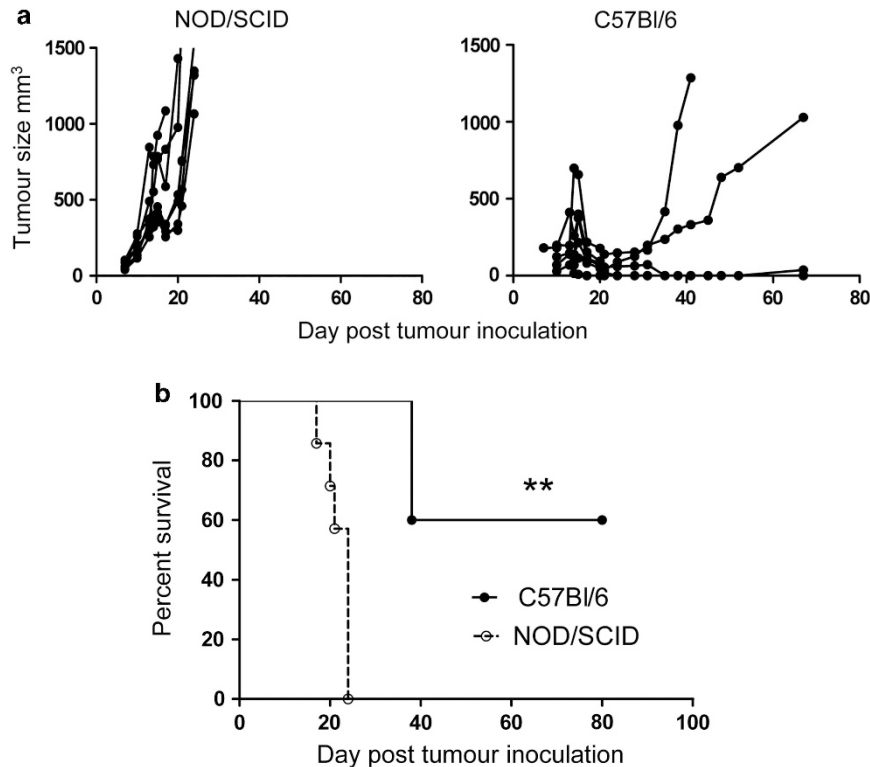 a
NOD/SCID
C57Bl/6
Tumour size mm³
1500
1000
500
0
0 20 40 60 80
1500
1000
500
0
0 20 40 60 80
Day post tumour inoculation
b
Percent survival
100
80
60
40
20
0
**
C57Bl/6
NOD/SCID
0 20 40 60 80 100
Day post tumour inoculation